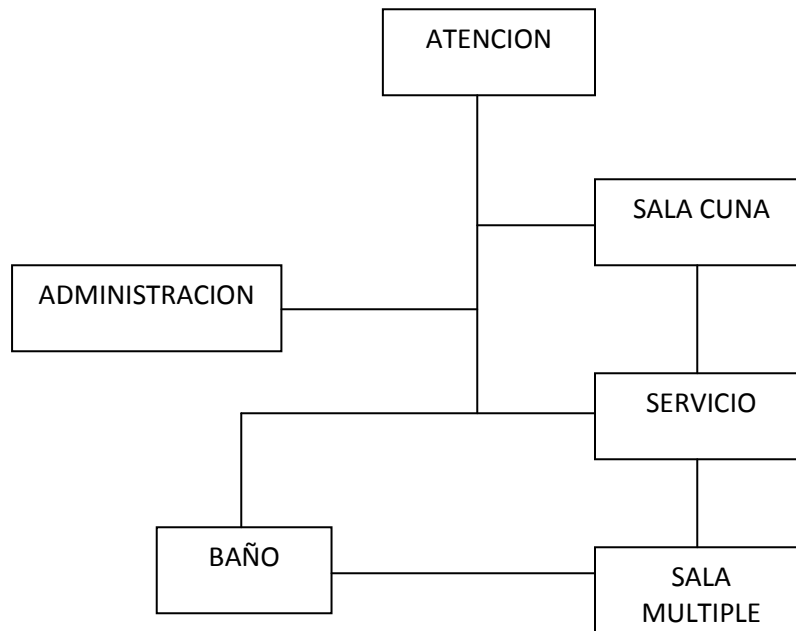 ATENCION
SALA CUNA
ADMINISTRACION
SERVICIO
BAÑO
SALA
MULTIPLE